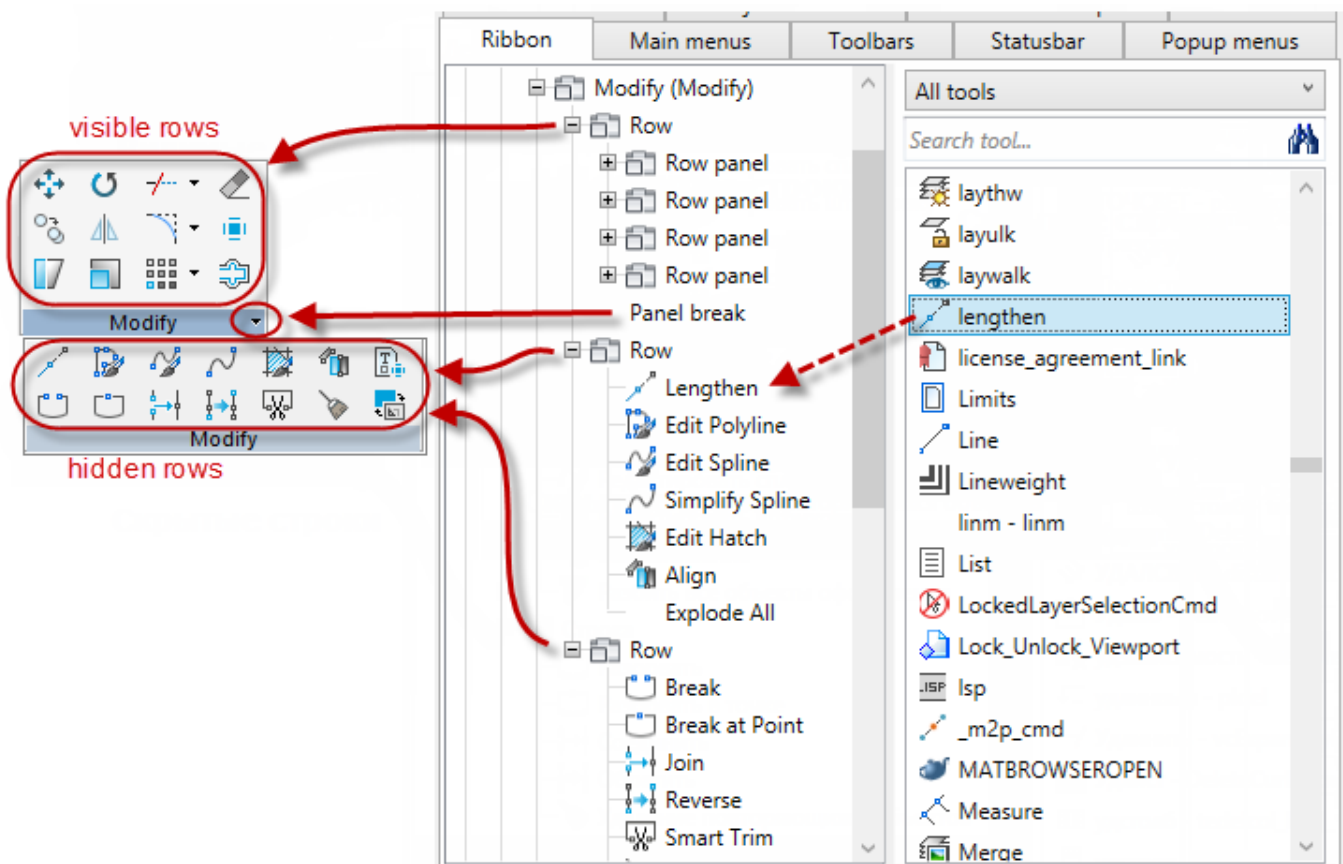 Ribbon
Main menus
Toolbars
Statusbar
Popup menus
visible rows
Modify
Modify
hidden rows
Modify (Modify)
Row
Row panel
Row panel
Row panel
Row panel
Panel break
Row
Lengthen
Edit Polyline
Edit Spline
Simplify Spline
Edit Hatch
Align
Explode All
Row
Break
Break at Point
Join
Reverse
Smart Trim
All tools
Search tool...
laythw
layulk
laywalk
lengthen
license_agreement_link
Limits
Line
Lineweight
linm - linm
List
LockedLayerSelectionCmd
Lock_Unlock_Viewport
.ISP
lsp
_m2p_cmd
MATBROWSEROPEN
Measure
Merge